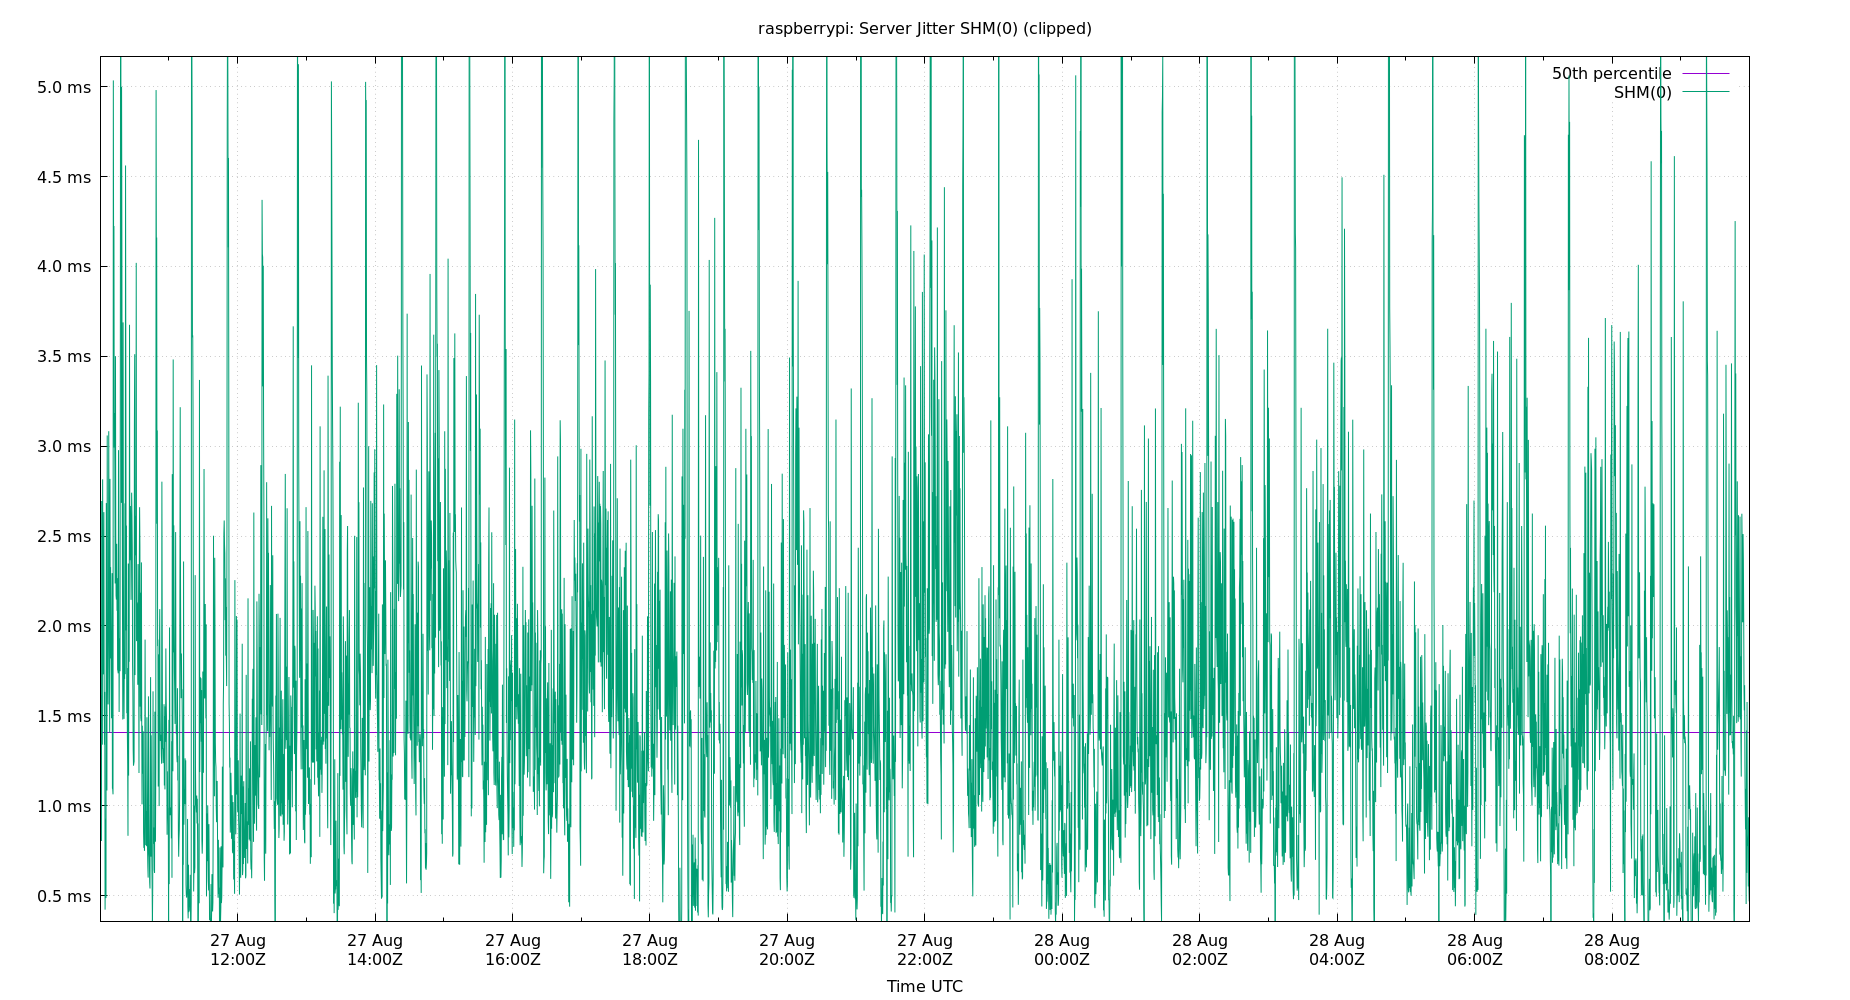 raspberrypi: Server Jitter SHM(0) (clipped)
50th percentile
SHM(0)
5.0 ms
4.5 ms
4.0 ms
3.5 ms
3.0 ms
2.5 ms
2.0 ms
1.5 ms
1.0 ms
0.5 ms
27 Aug 27 Aug 27 Aug 27 Aug 27 Aug 27 Aug 28 Aug 28 Aug 28 Aug 28 Aug 28 Aug
12:00Z 14:00Z 16:00Z 18:00Z 20:00Z 22:00Z 00:00Z 02:00Z 04:00Z 06:00Z 08:00Z
Time UTC